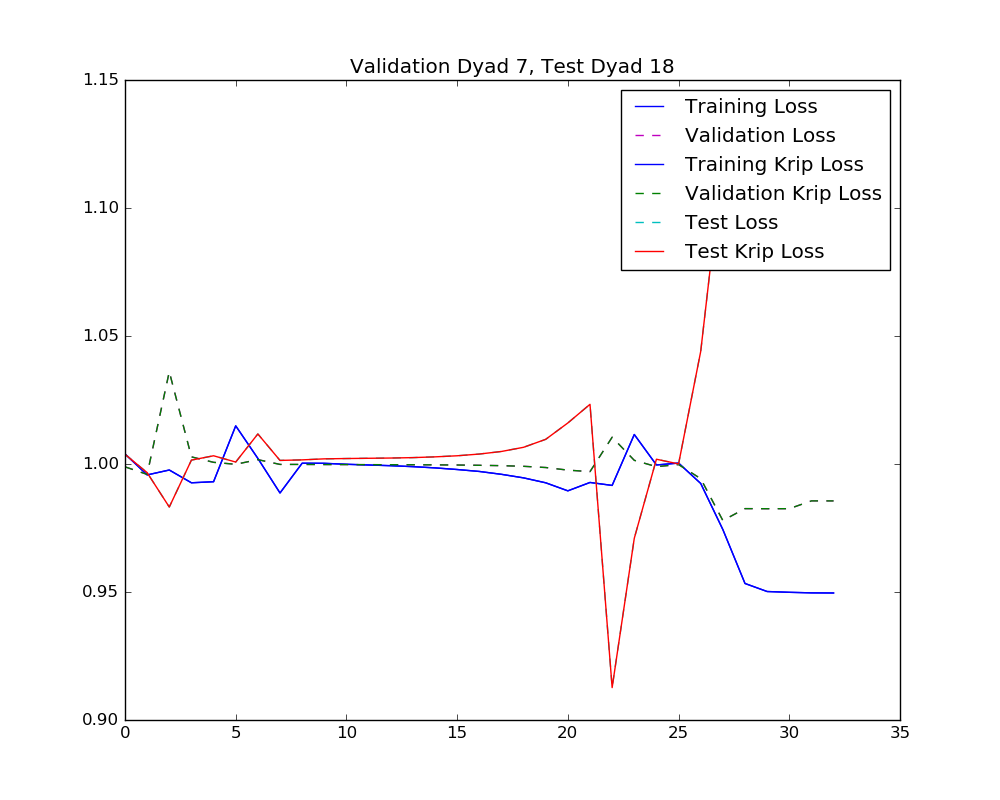 Validation Dyad 7, Test Dyad 18
1.15
1.10
1.05
1.00
0.95
0.90
0
5
10
15
20
25
30
35
Training Loss
Validation Loss
Training Krip Loss
Validation Krip Loss
Test Loss
Test Krip Loss